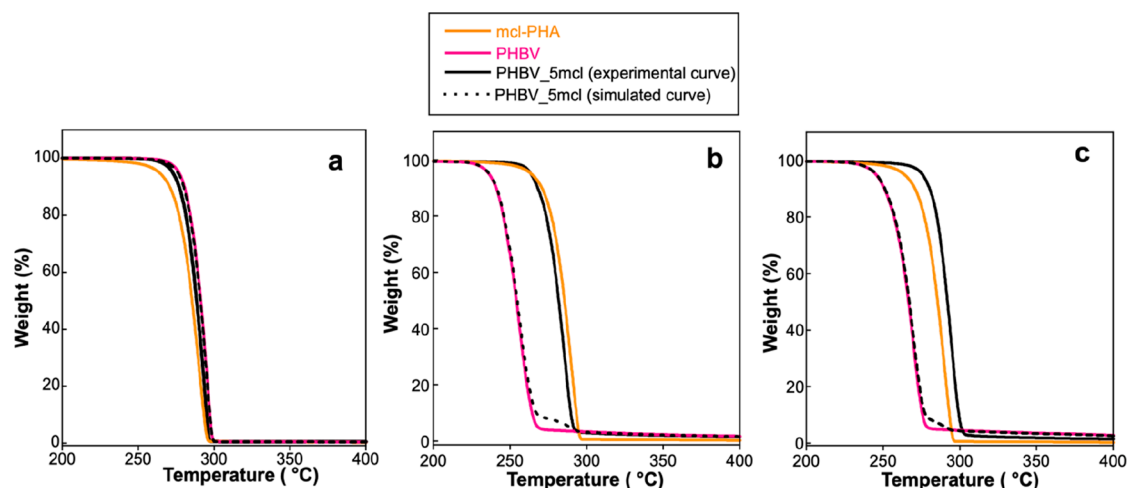 mcl-PHA
PHBV
PHBV_5mcl (experimental curve)
PHBV_5mcl (simulated curve)
a
100
80
60
40
20
0
Weight (%)
200
250
300
350
400
Temperature ( °C)
b
100
80
60
40
20
0
Weight (%)
200
250
300
350
400
Temperature ( °C)
c
100
80
60
40
20
0
Weight (%)
200
250
300
350
400
Temperature ( °C)